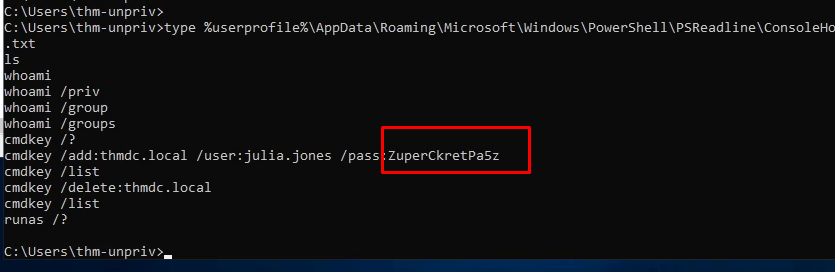 C:\Users\thm-unpriv>
C:\Users\thm-unpriv>type %userprofile%\AppData\Roaming\Microsoft\Windows\PowerShell\PSReadline\ConsoleHo
.txt
ls
whoami
whoami /priv
whoami /group
whoami /groups
cmdkey /?
cmdkey /add:thmdc.local /user:julia.jones /pass:ZuperCkretPa5z
cmdkey /list
cmdkey /delete:thmdc.local
cmdkey /list
runas /?
C:\Users\thm-unpriv>